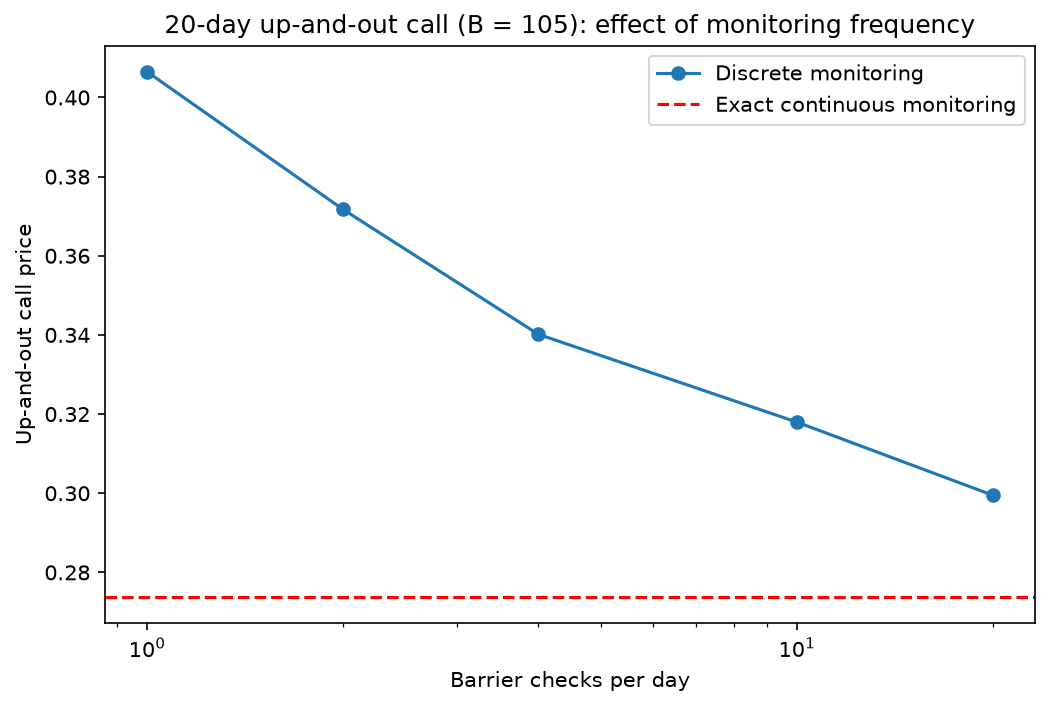 20-day up-and-out call (B = 105): effect of monitoring frequency
Discrete monitoring
Exact continuous monitoring
Up-and-out call price
0.40
0.38
0.36
0.34
0.32
0.30
0.28
10⁰
10¹
Barrier checks per day